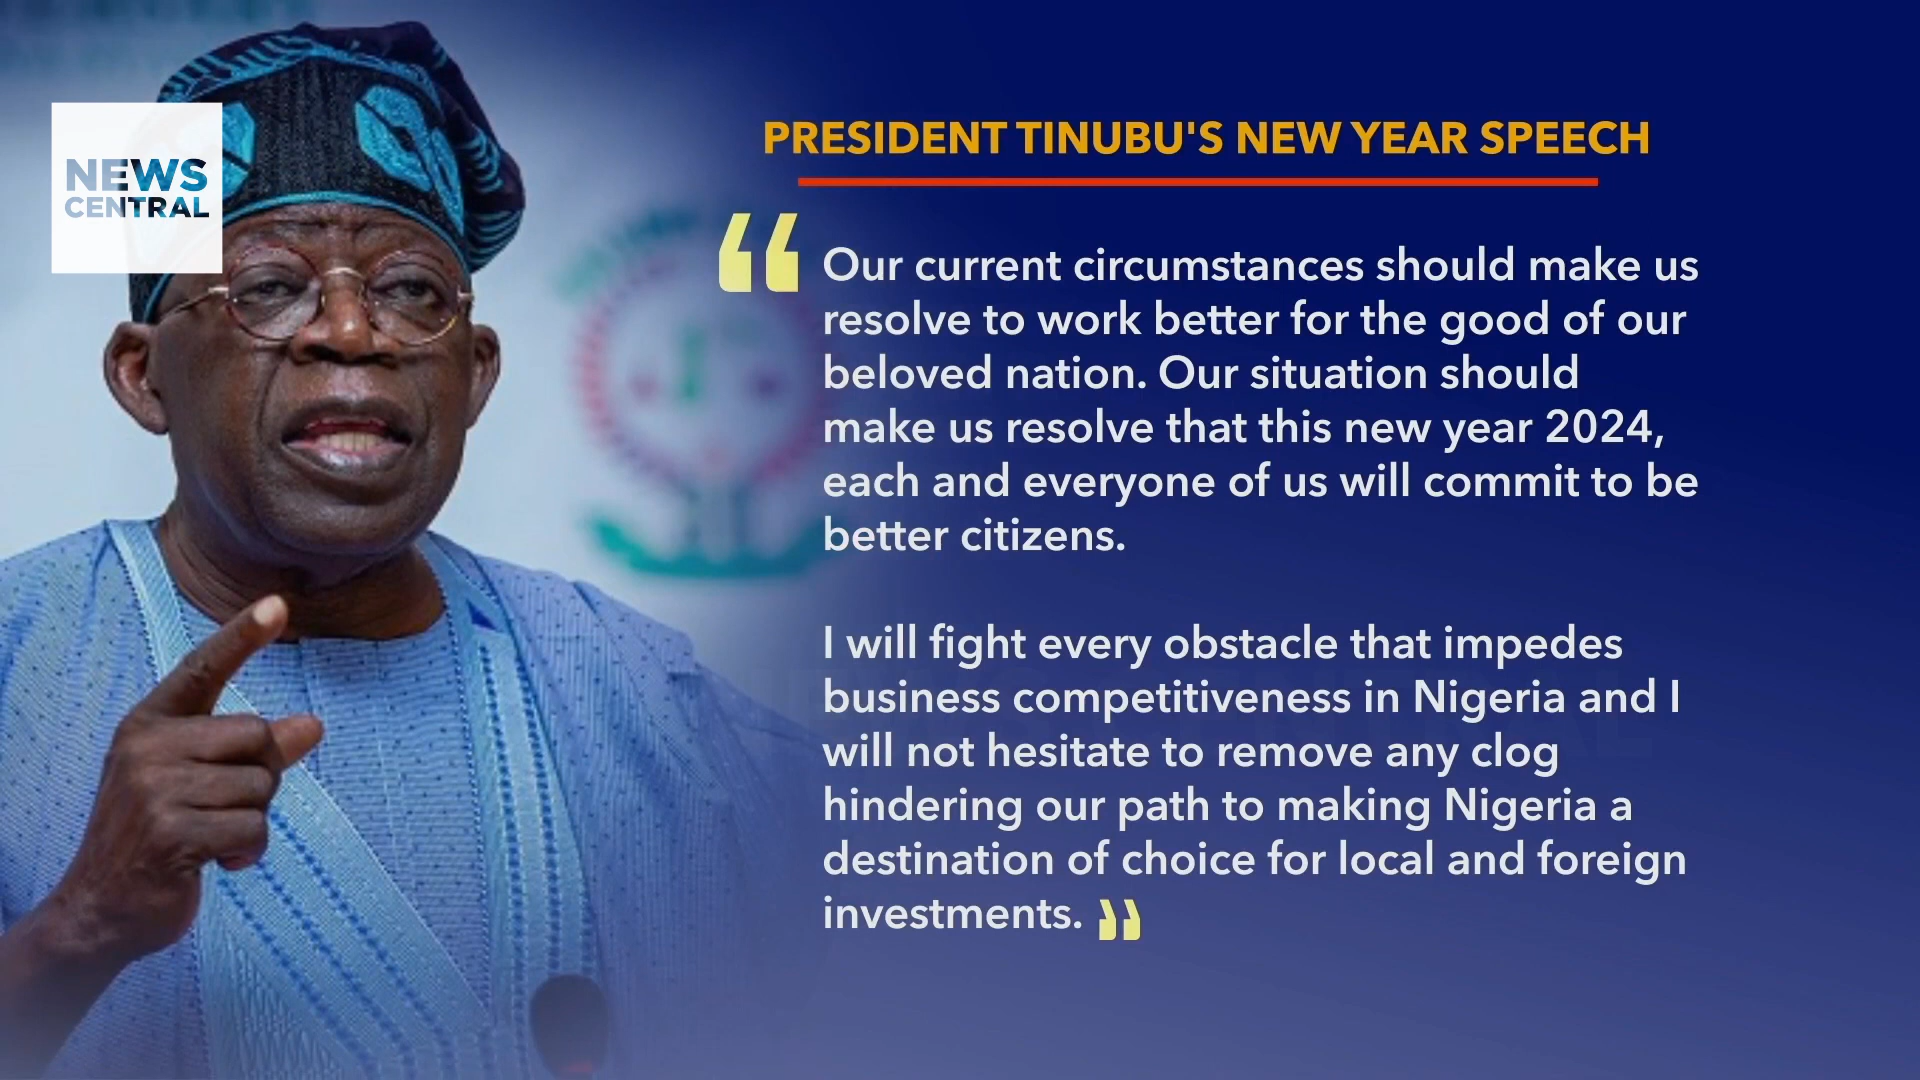 NEWS
CENTRAL
PRESIDENT TINUBU'S NEW YEAR SPEECH
“ Our current circumstances should make us
resolve to work better for the good of our
beloved nation. Our situation should
make us resolve that this new year 2024,
each and everyone of us will commit to be
better citizens.
I will fight every obstacle that impedes
business competitiveness in Nigeria and I
will not hesitate to remove any clog
hindering our path to making Nigeria a
destination of choice for local and foreign
investments. ”